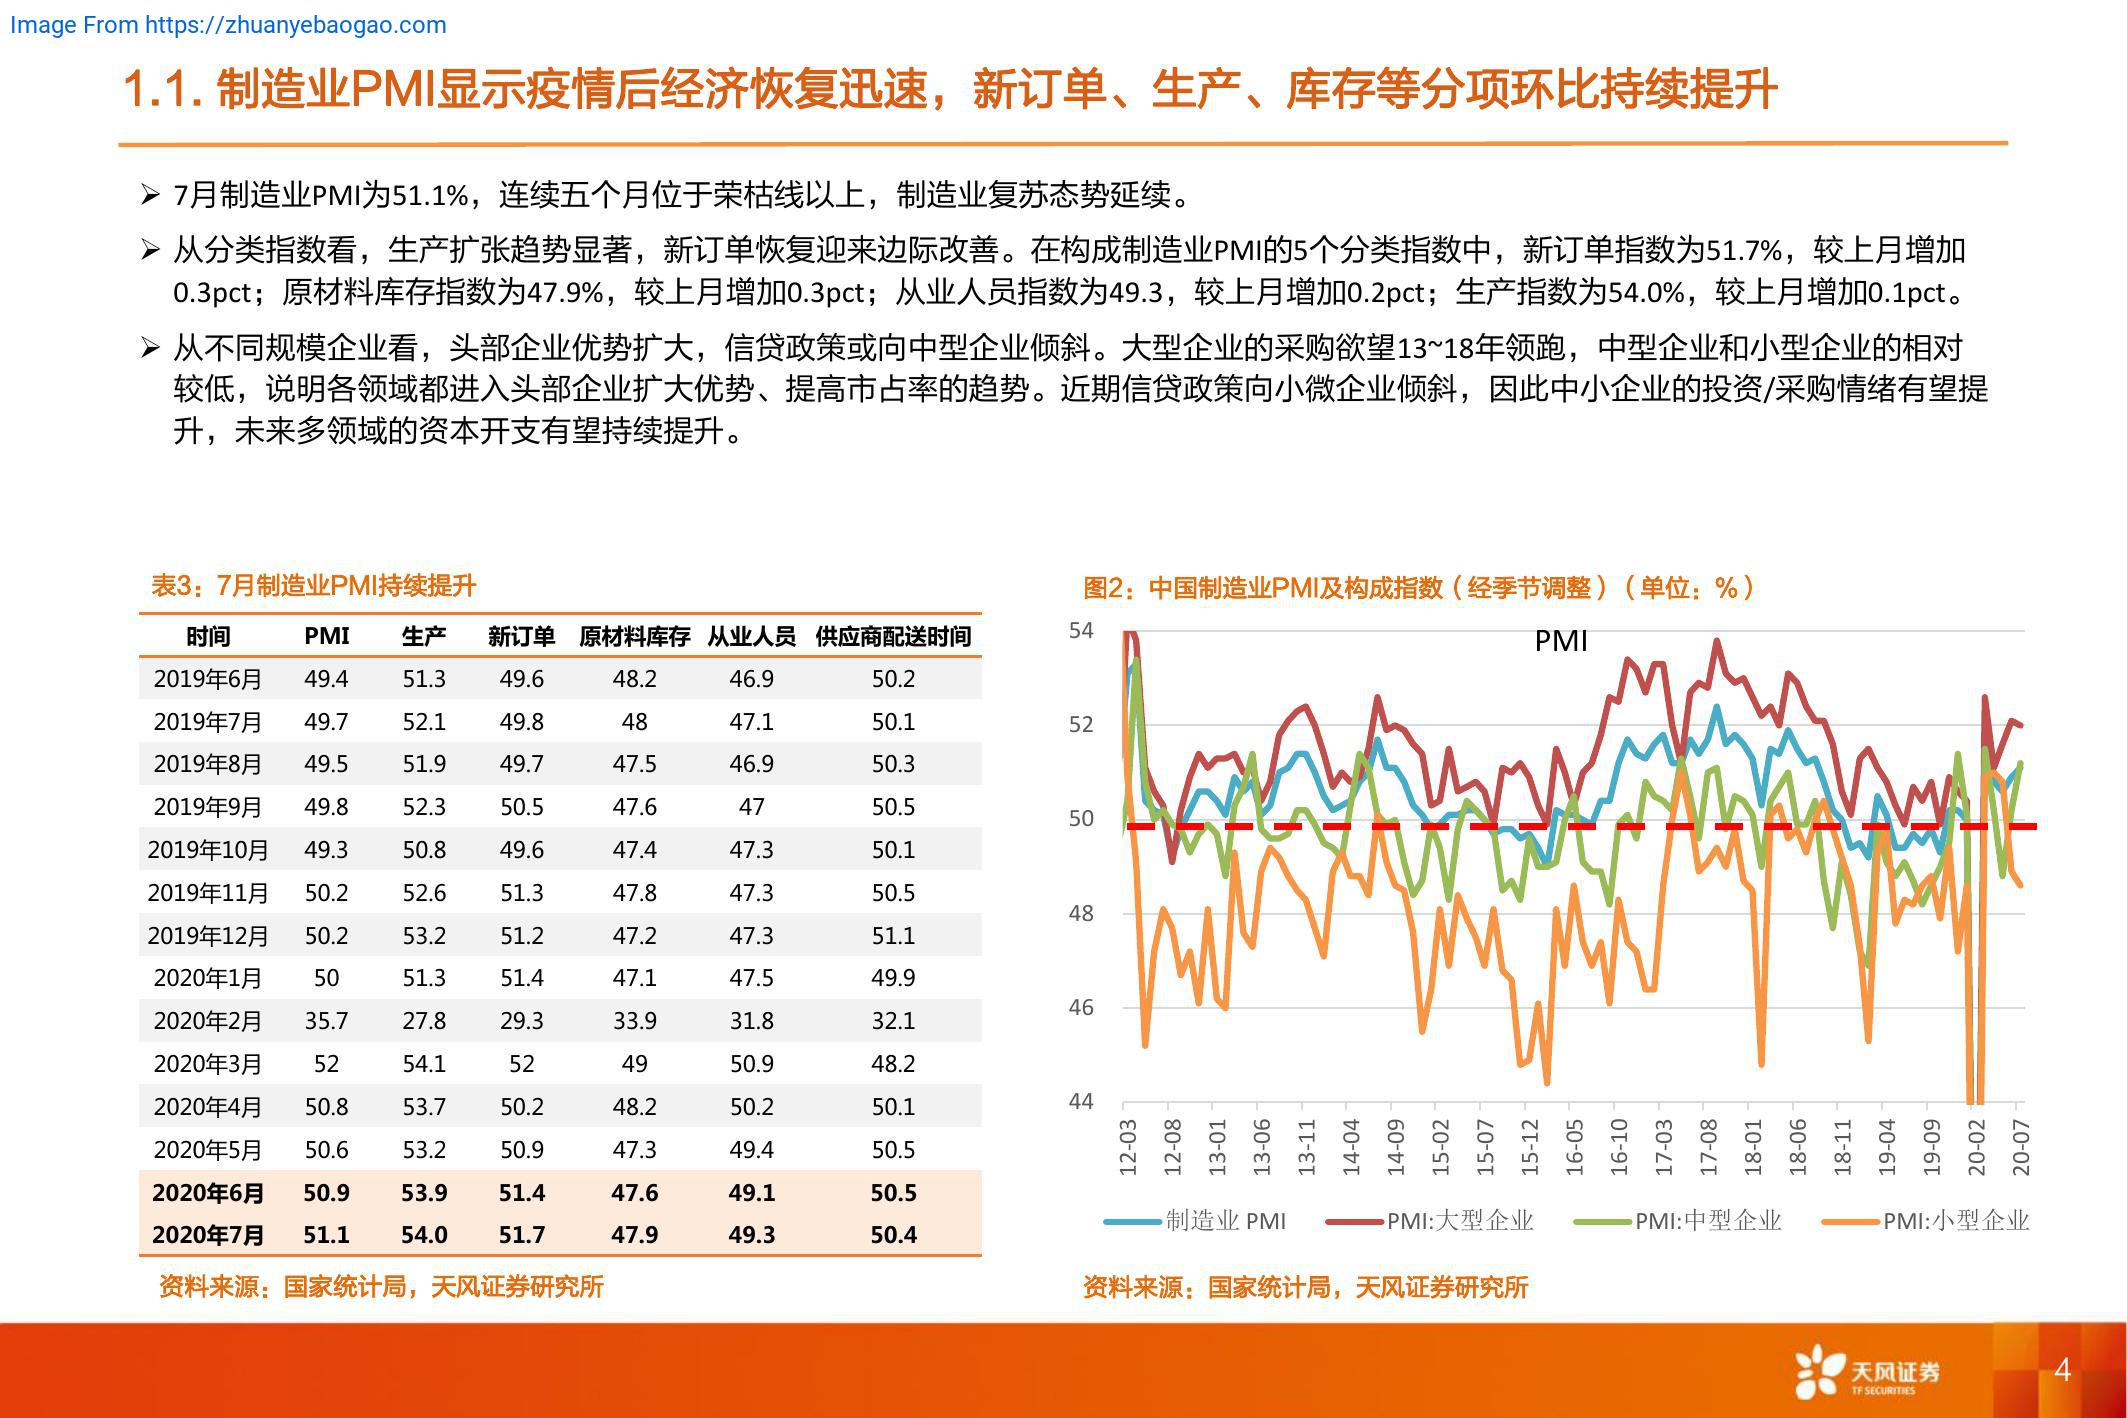 Image From https://zhuanyebaogao.com
1.1. 制造业PMI显示疫情后经济恢复迅速，新订单、生产、库存等分项环比持续提升
➢ 7月制造业PMI为51.1%，连续五个月位于荣枯线以上，制造业复苏态势延续。
➢ 从分类指数看，生产扩张趋势显著，新订单恢复迎来边际改善。在构成制造业PMI的5个分类指数中，新订单指数为51.7%，较上月增加
0.3pct；原材料库存指数为47.9%，较上月增加0.3pct；从业人员指数为49.3，较上月增加0.2pct；生产指数为54.0%，较上月增加0.1pct。
➢ 从不同规模企业看，头部企业优势扩大，信贷政策或向中型企业倾斜。大型企业的采购欲望13~18年领跑，中型企业和小型企业的相对
较低，说明各领域都进入头部企业扩大优势、提高市占率的趋势。近期信贷政策向小微企业倾斜，因此中小企业的投资/采购情绪有望提
升，未来多领域的资本开支有望持续提升。
表3：7月制造业PMI持续提升
时间 PMI 生产 新订单 原材料库存 从业人员 供应商配送时间
2019年6月 49.4 51.3 49.6 48.2 46.9 50.2
2019年7月 49.7 52.1 49.8 48 47.1 50.1
2019年8月 49.5 51.9 49.7 47.5 46.9 50.3
2019年9月 49.8 52.3 50.5 47.6 47 50.5
2019年10月 49.3 50.8 49.6 47.4 47.3 50.1
2019年11月 50.2 52.6 51.3 47.8 47.3 50.5
2019年12月 50.2 53.2 51.2 47.2 47.3 51.1
2020年1月 50 51.3 51.4 47.1 47.5 49.9
2020年2月 35.7 27.8 29.3 33.9 31.8 32.1
2020年3月 52 54.1 52 49 50.9 48.2
2020年4月 50.8 53.7 50.2 48.2 50.2 50.1
2020年5月 50.6 53.2 50.9 47.3 49.4 50.5
2020年6月 50.9 53.9 51.4 47.6 49.1 50.5
2020年7月 51.1 54.0 51.7 47.9 49.3 50.4
资料来源：国家统计局，天风证券研究所
图2：中国制造业PMI及构成指数（经季节调整）（单位：%）
PMI
54
52
50
48
46
44
12-03 12-08 13-01 13-06 13-11 14-04 14-09 15-02 15-07 15-12 16-05 16-10 17-03 17-08 18-01 18-06 18-11 19-04 19-09 20-02 20-07
制造业 PMI PMI:大型企业 PMI:中型企业 PMI:小型企业
资料来源：国家统计局，天风证券研究所
天风证券
TF SECURITIES
4